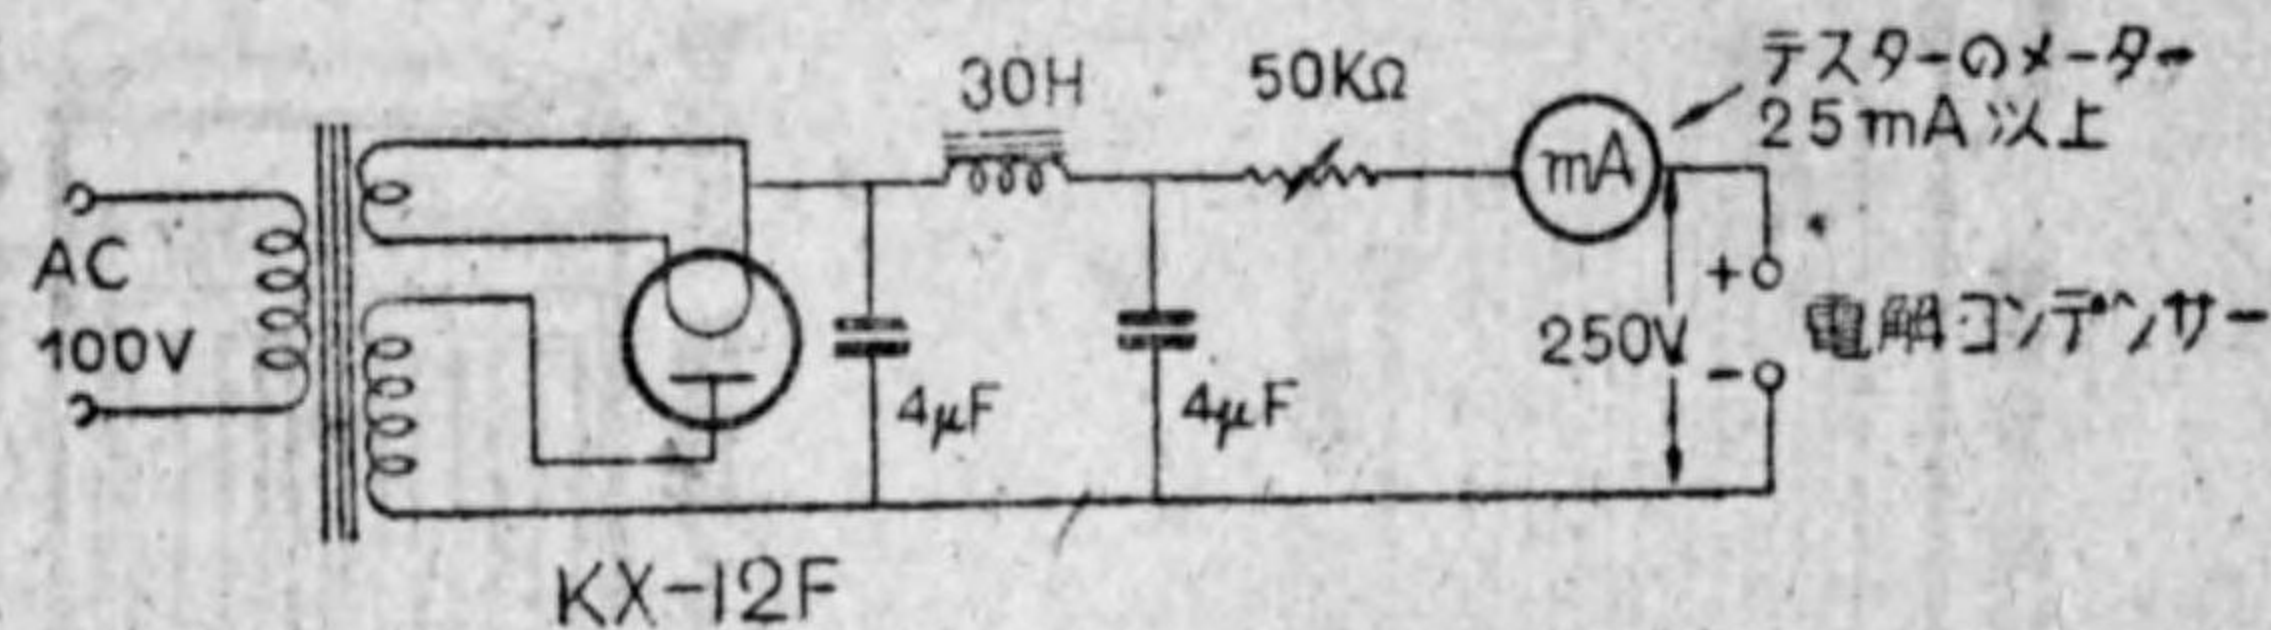 AC
100V
30H
50KΩ
mA
テスターのメーター
25mA以上
4μF
4μF
250V
+
-
電解コンデンサー
KX-12F